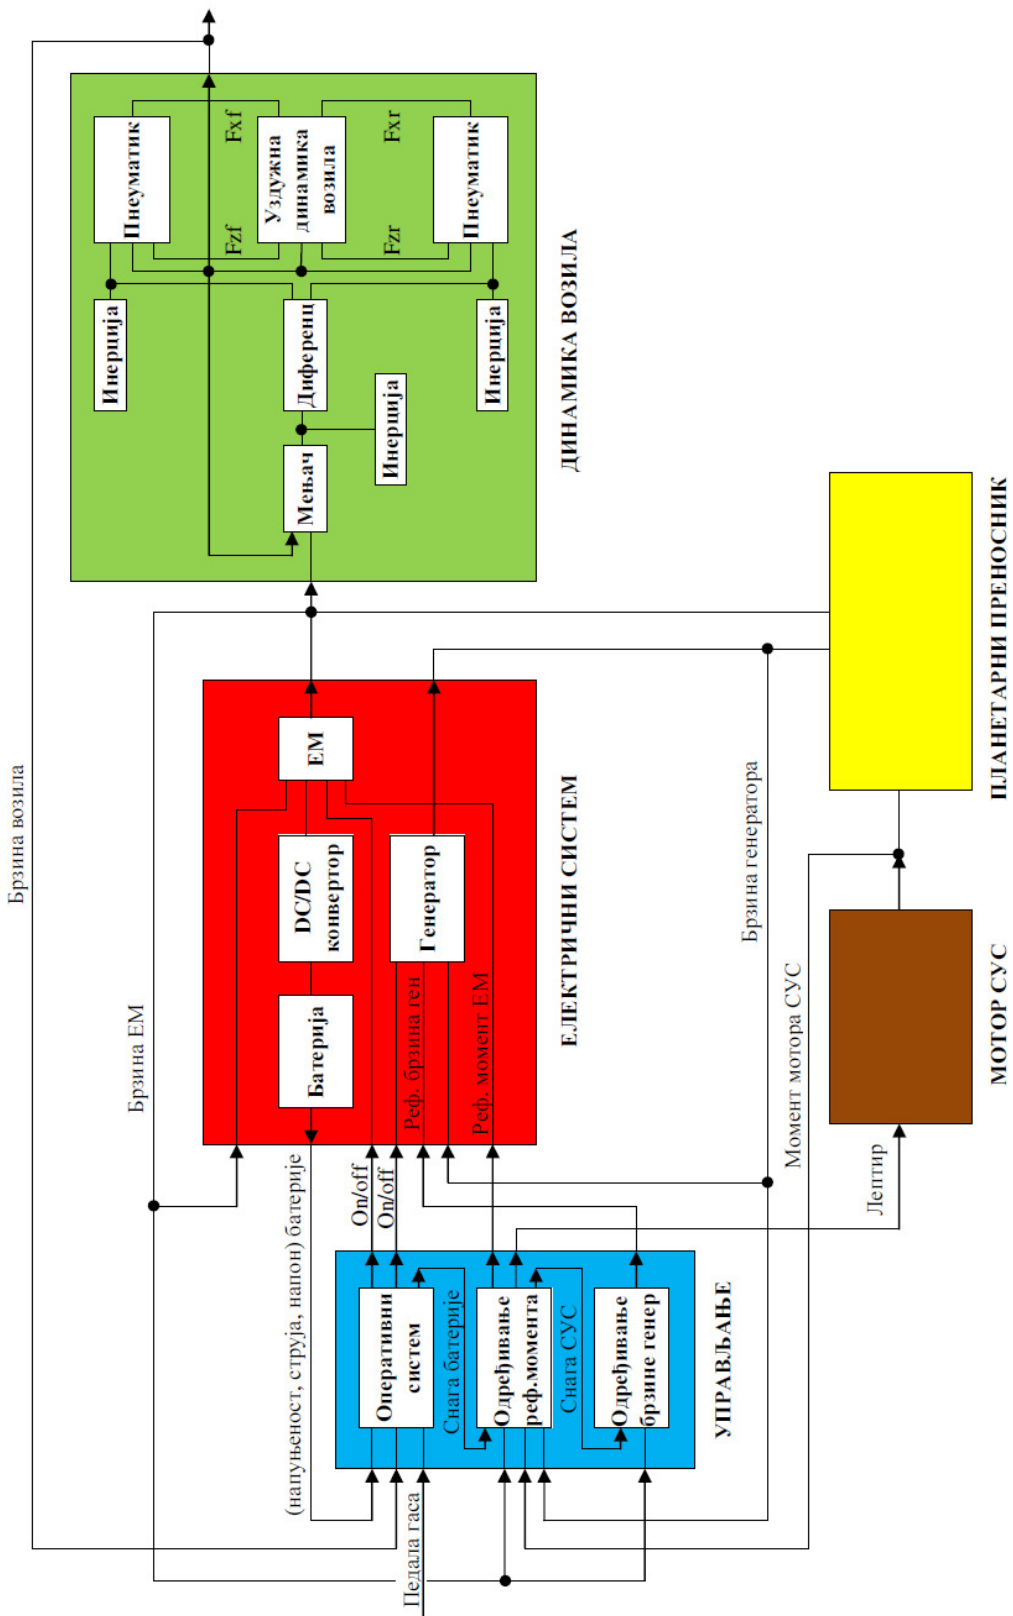 Брзина возила
Брзина ЕМ
(напуњеност, струја, напон) батерије
Педала гаса
On/off
On/off
Оперативни
систем
Снага батерије
Одређивање
реф.момента
Снага СУС
Одређивање
брзине генер
УПРАВЉАЊЕ
Батерија
DC/DC
конвертор
ЕМ
Реф. брзина ген
Генератор
Реф. момент ЕМ
ЕЛЕКТРИЧНИ СИСТЕМ
Инерција
Пнеуматик
Fzf
Fxf
Мењач
Диференц
Уздужна
динамика
возила
Инерција
Fzr
Fxr
Инерција
Пнеуматик
ДИНАМИКА ВОЗИЛА
Брзина генератора
Момент мотора СУС
Лептир
МОТОР СУС
ПЛАНЕТАРНИ ПРЕНОСНИК